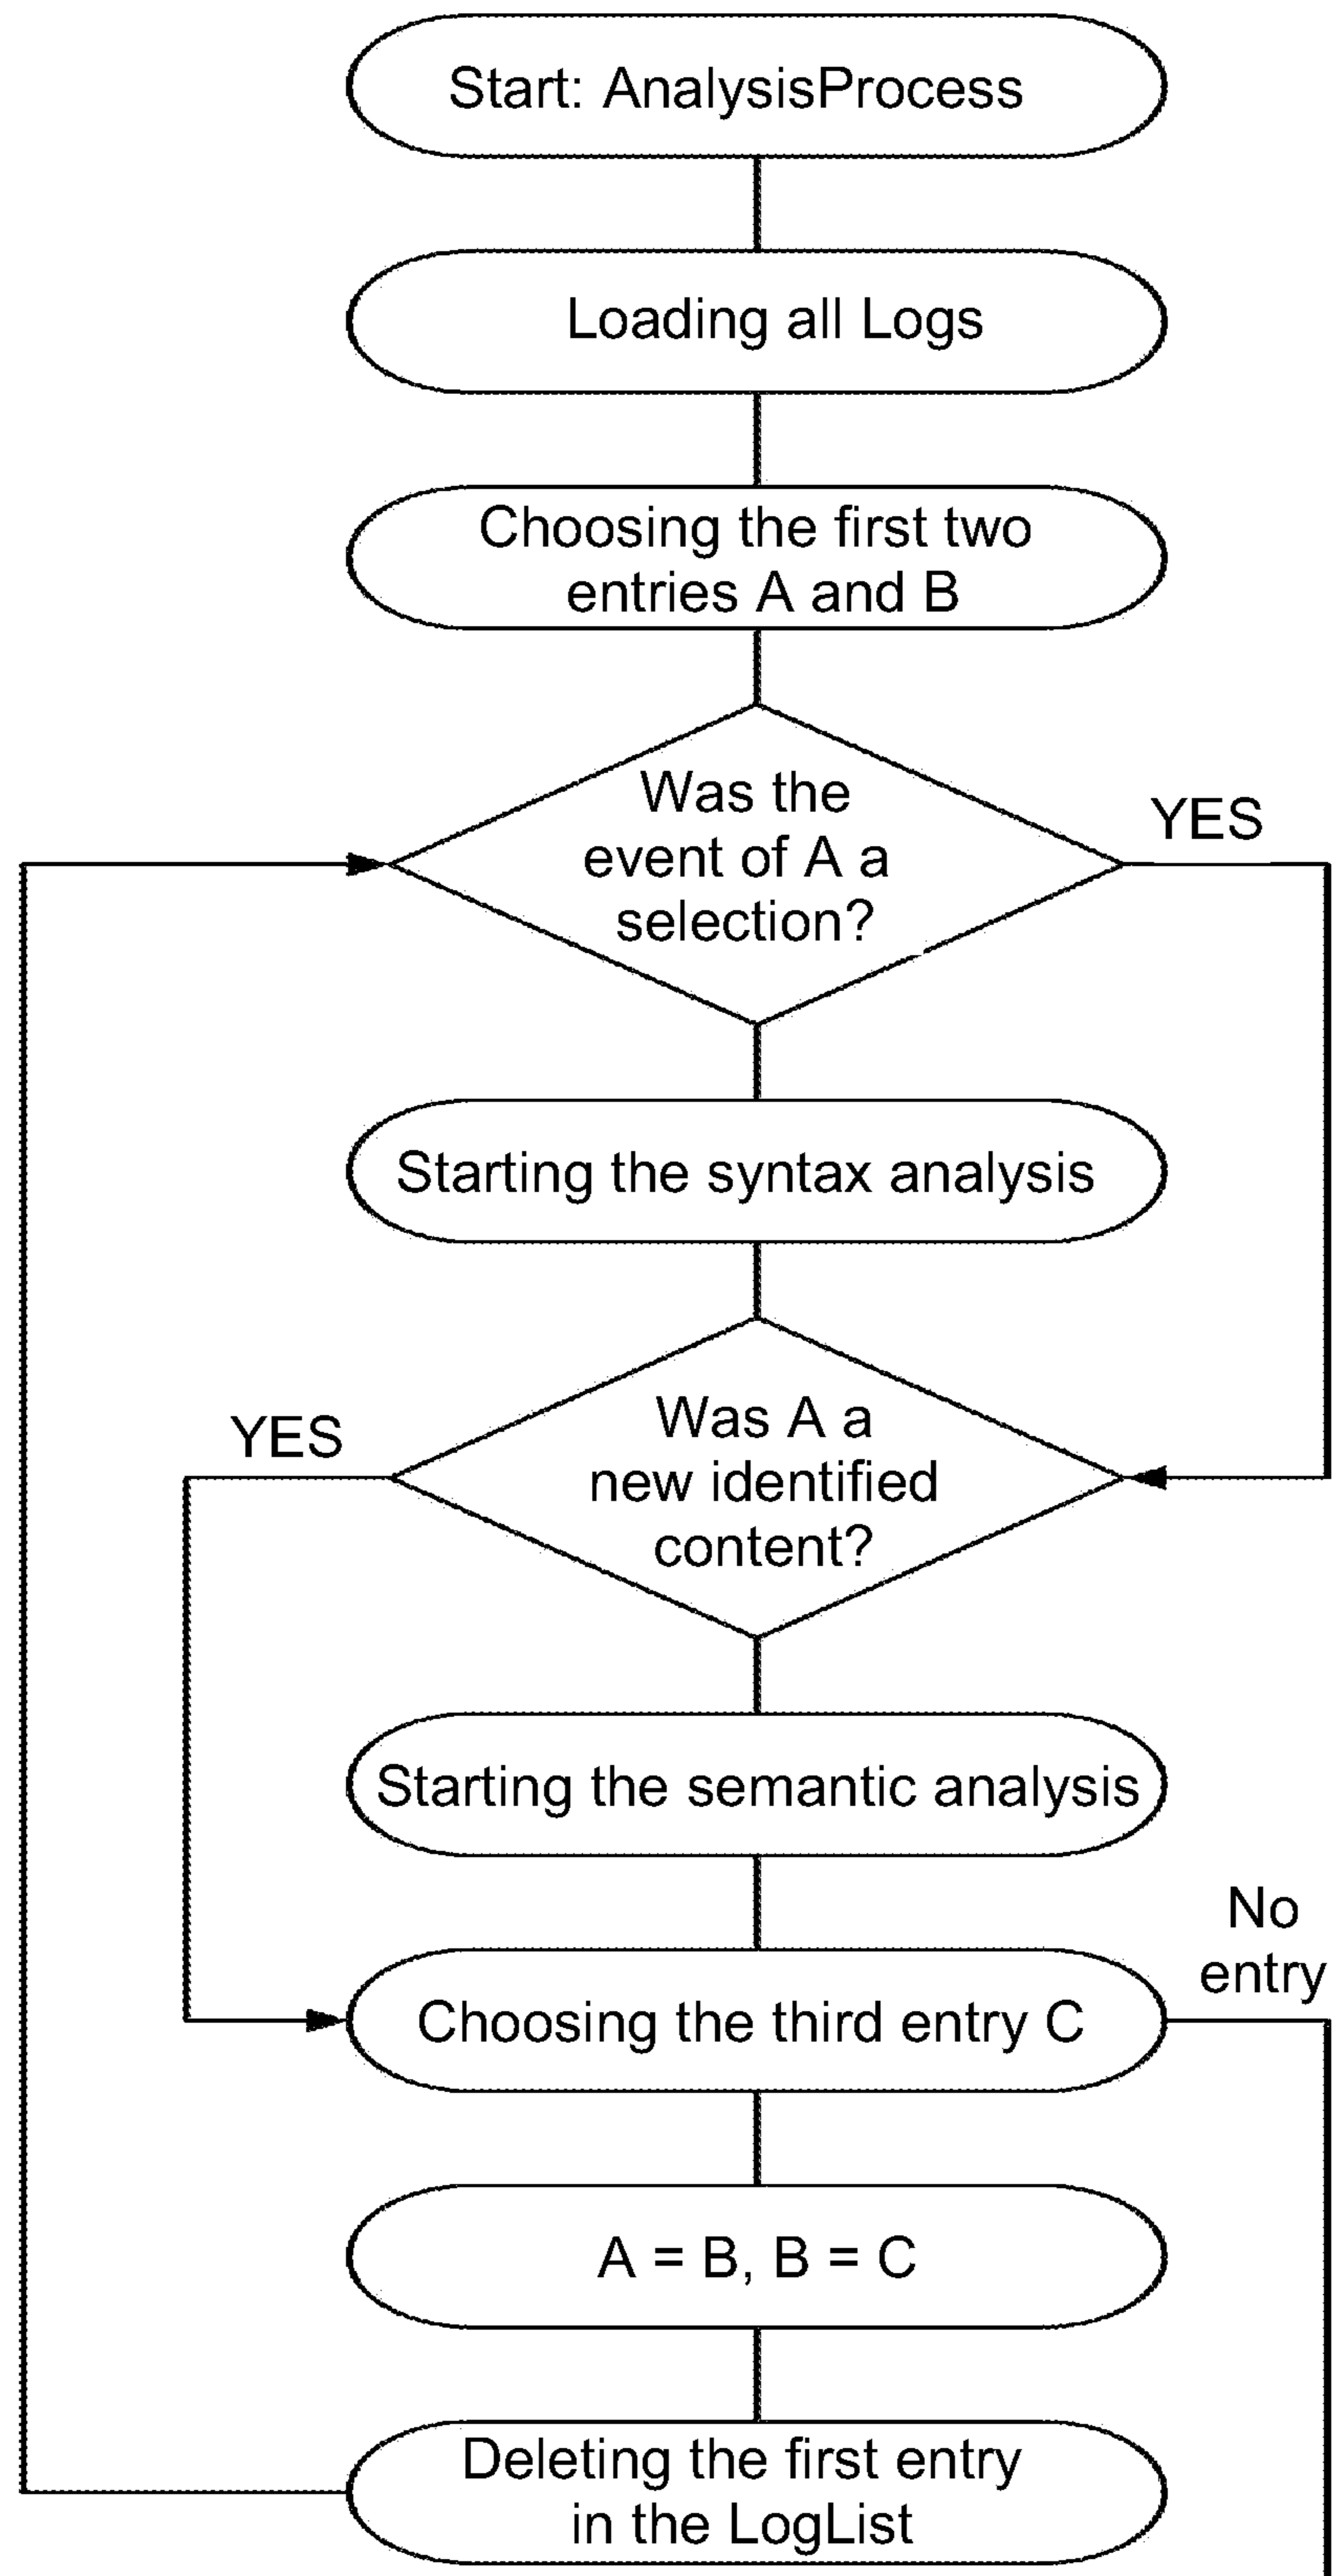 Start: AnalysisProcess
Loading all Logs
Choosing the first two
entries A and B
Was the
event of A a
selection?
YES
Starting the syntax analysis
Was A a
new identified
content?
YES
Starting the semantic analysis
No
entry
Choosing the third entry C
A = B, B = C
Deleting the first entry
in the LogList